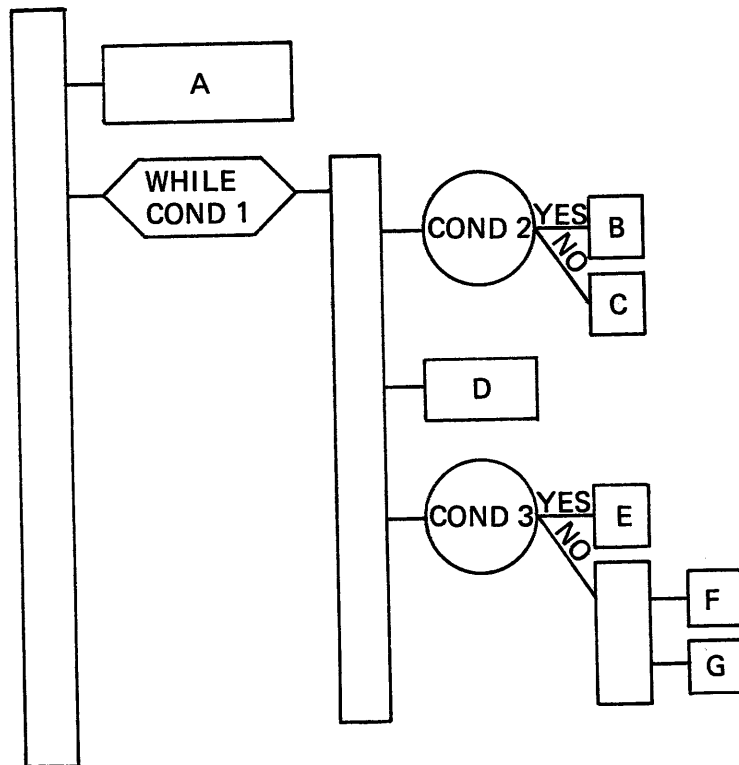 A
WHILE
COND 1
COND 2
YES
NO
B
C
D
COND 3
YES
NO
E
F
G